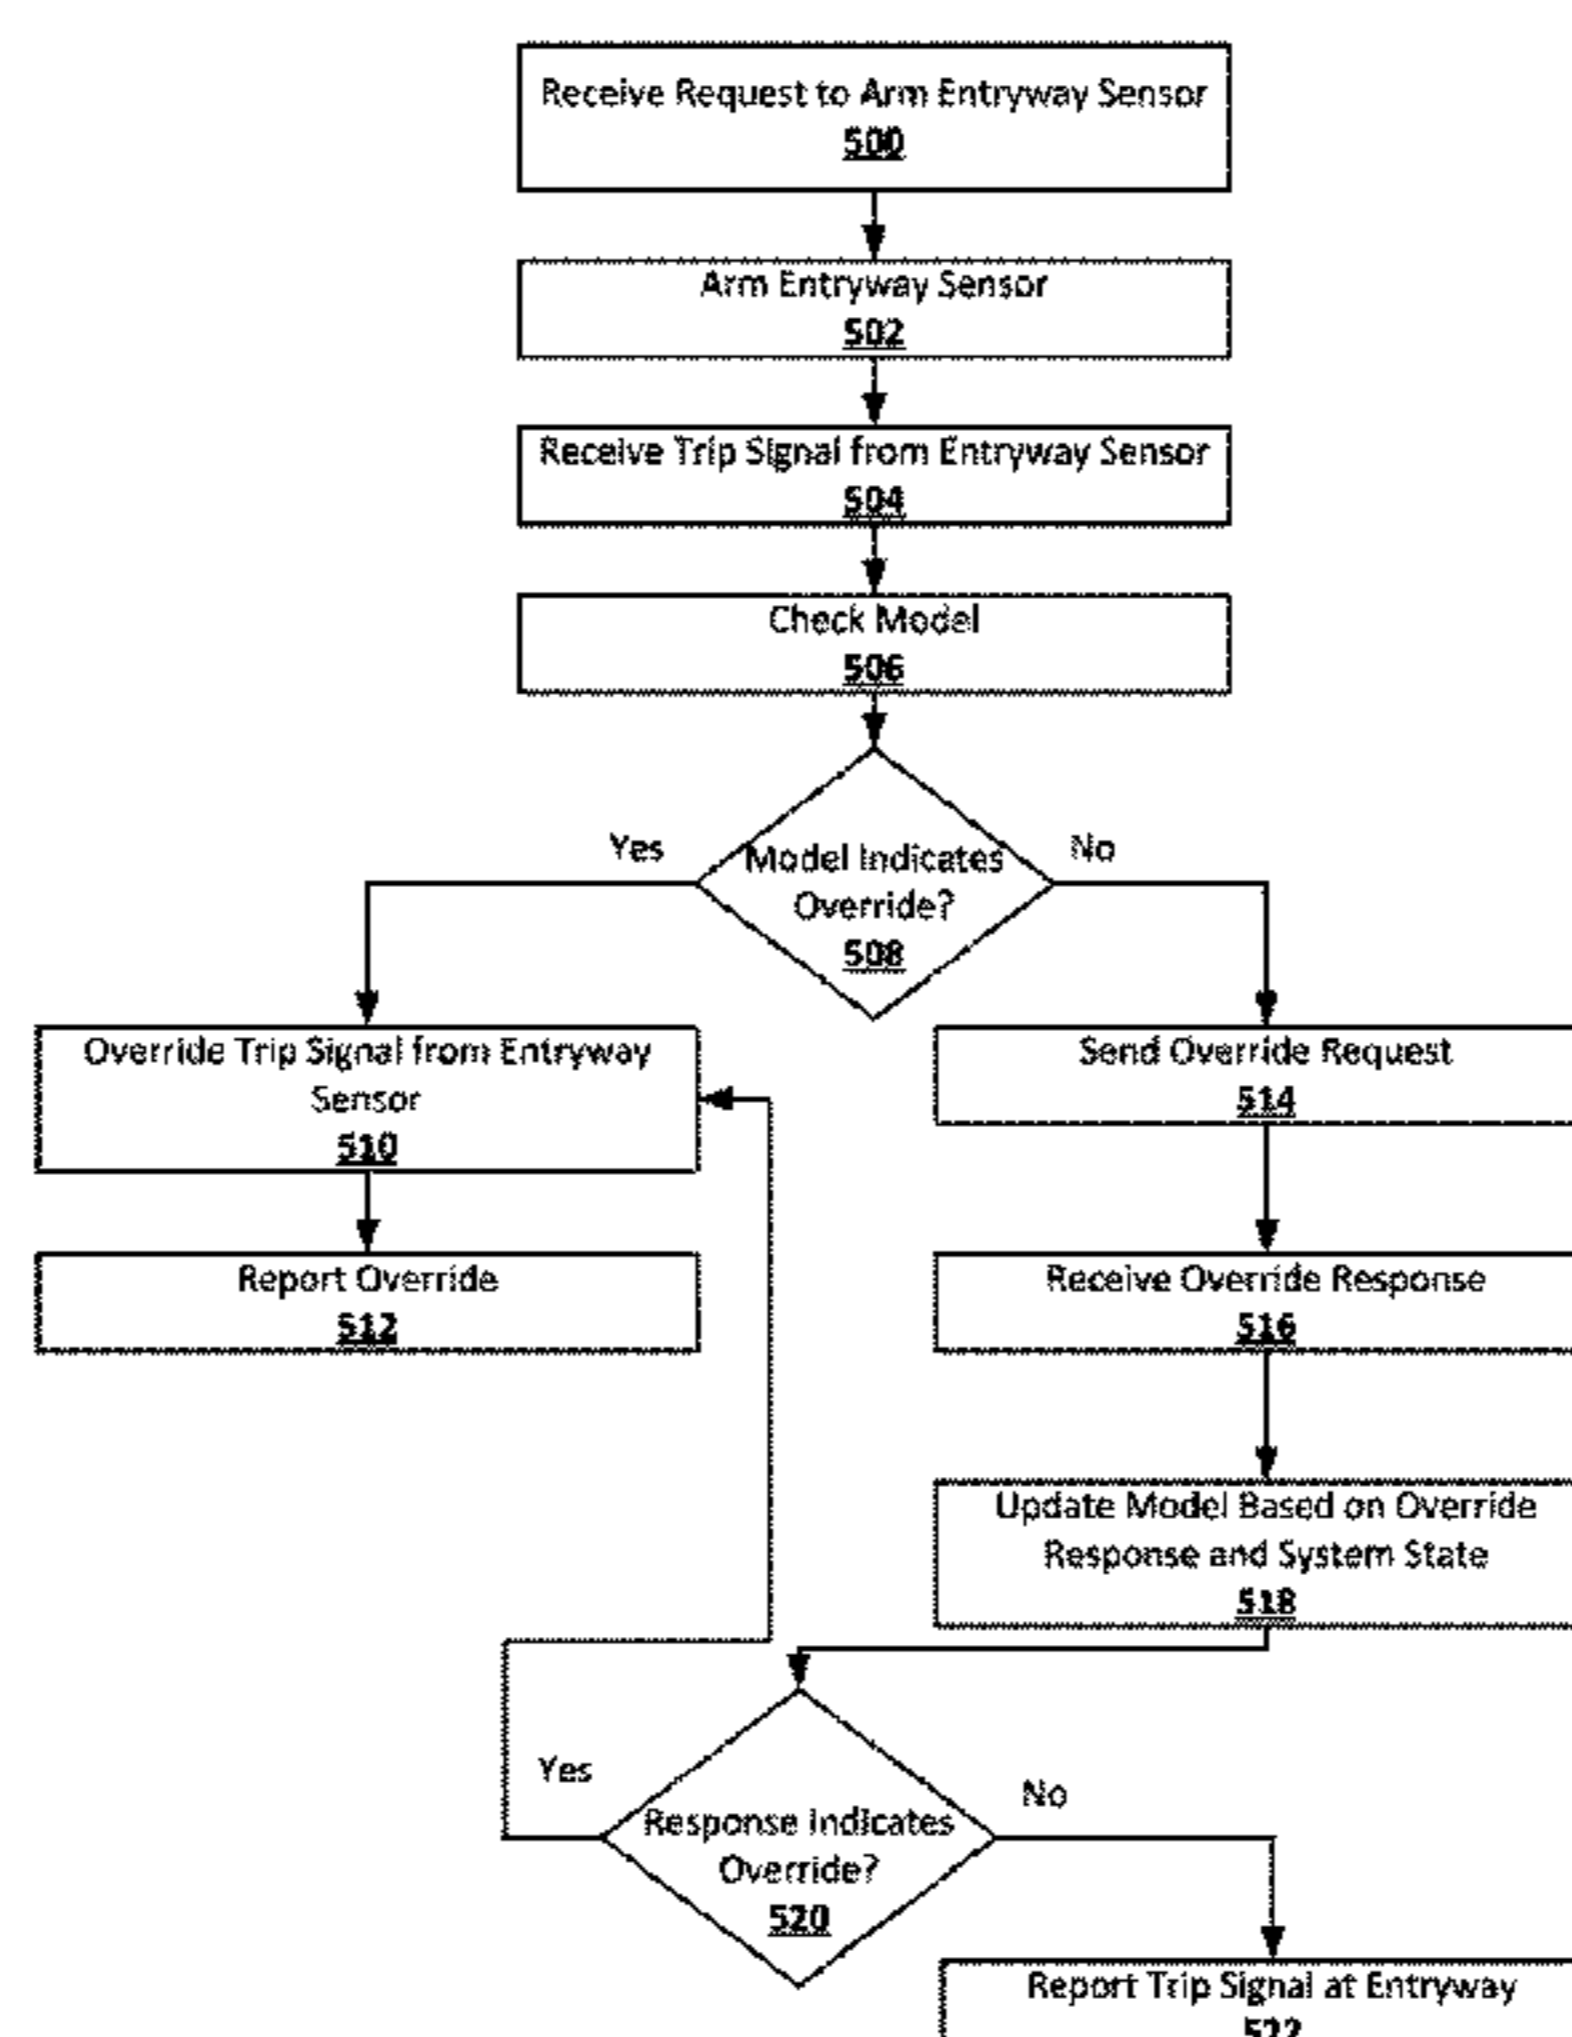 Receive Request to Arm Entryway Sensor
500
Arm Entryway Sensor
502
Receive Trip Signal from Entryway Sensor
504
Check Model
506
Yes
No
Model Indicates
Override?
508
Override Trip Signal from Entryway
Sensor
510
Send Override Request
514
Report Override
512
Receive Override Response
516
Update Model Based on Override
Response and System State
518
Yes
No
Response Indicates
Override?
520
Report Trip Signal at Entryway
522